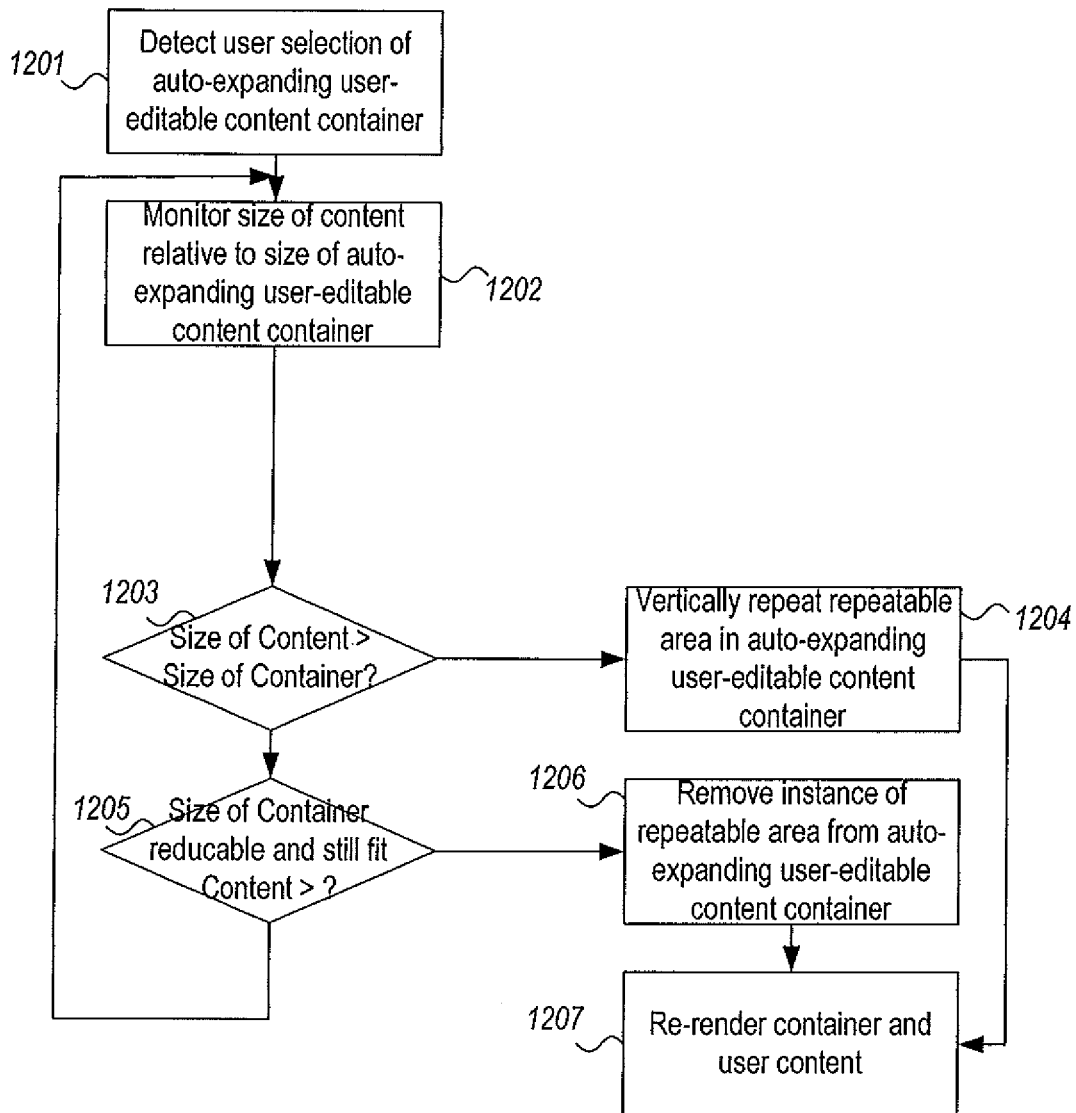 1201
Detect user selection of
auto-expanding user-
editable content container
Monitor size of content
relative to size of auto-
expanding user-editable
content container
1202
1203
Size of Content >
Size of Container?
Vertically repeat repeatable
area in auto-expanding
user-editable content
container
1204
1205
Size of Container
reducable and still fit
Content > ?
1206
Remove instance of
repeatable area from auto-
expanding user-editable
content container
1207
Re-render container and
user content